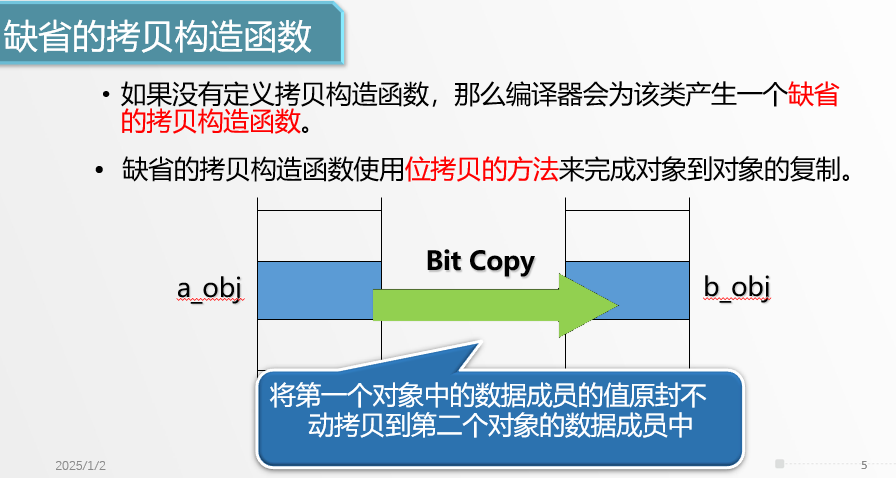 缺省的拷贝构造函数
• 如果没有定义拷贝构造函数，那么编译器会为该类产生一个缺省
的拷贝构造函数。
• 缺省的拷贝构造函数使用位拷贝的方法来完成对象到对象的复制。
Bit Copy
a_obj
b_obj
将第一个对象中的数据成员的值原封不
动拷贝到第二个对象的数据成员中
2025/1/2
5